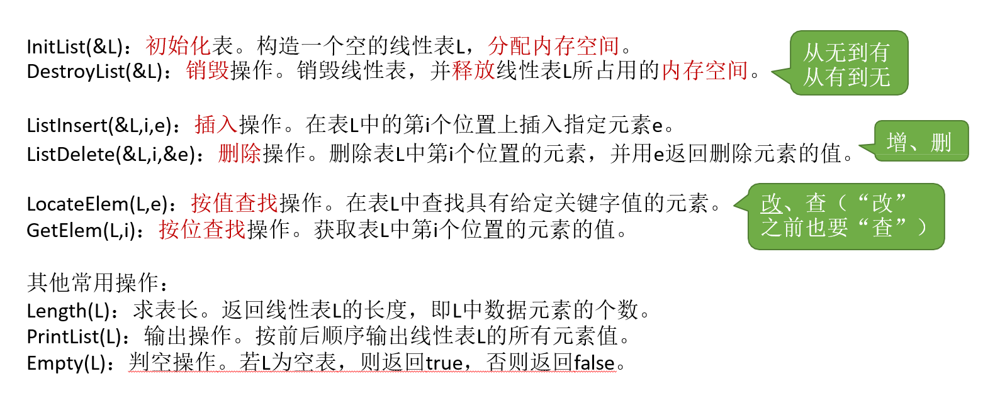 InitList(&L)：初始化表。构造一个空的线性表L，分配内存空间。
DestroyList(&L)：销毁操作。销毁线性表，并释放线性表L所占用的内存空间。
从无到有
从有到无
ListInsert(&L,i,e)：插入操作。在表L中的第i个位置上插入指定元素e。
ListDelete(&L,i,&e)：删除操作。删除表L中第i个位置的元素，并用e返回删除元素的值。
增、删
LocateElem(L,e)：按值查找操作。在表L中查找具有给定关键字值的元素。
GetElem(L,i)：按位查找操作。获取表L中第i个位置的元素的值。
改、查（“改”
之前也要“查”）
其他常用操作：
Length(L)：求表长。返回线性表L的长度，即L中数据元素的个数。
PrintList(L)：输出操作。按前后顺序输出线性表L的所有元素值。
Empty(L)：判空操作。若L为空表，则返回true，否则返回false。